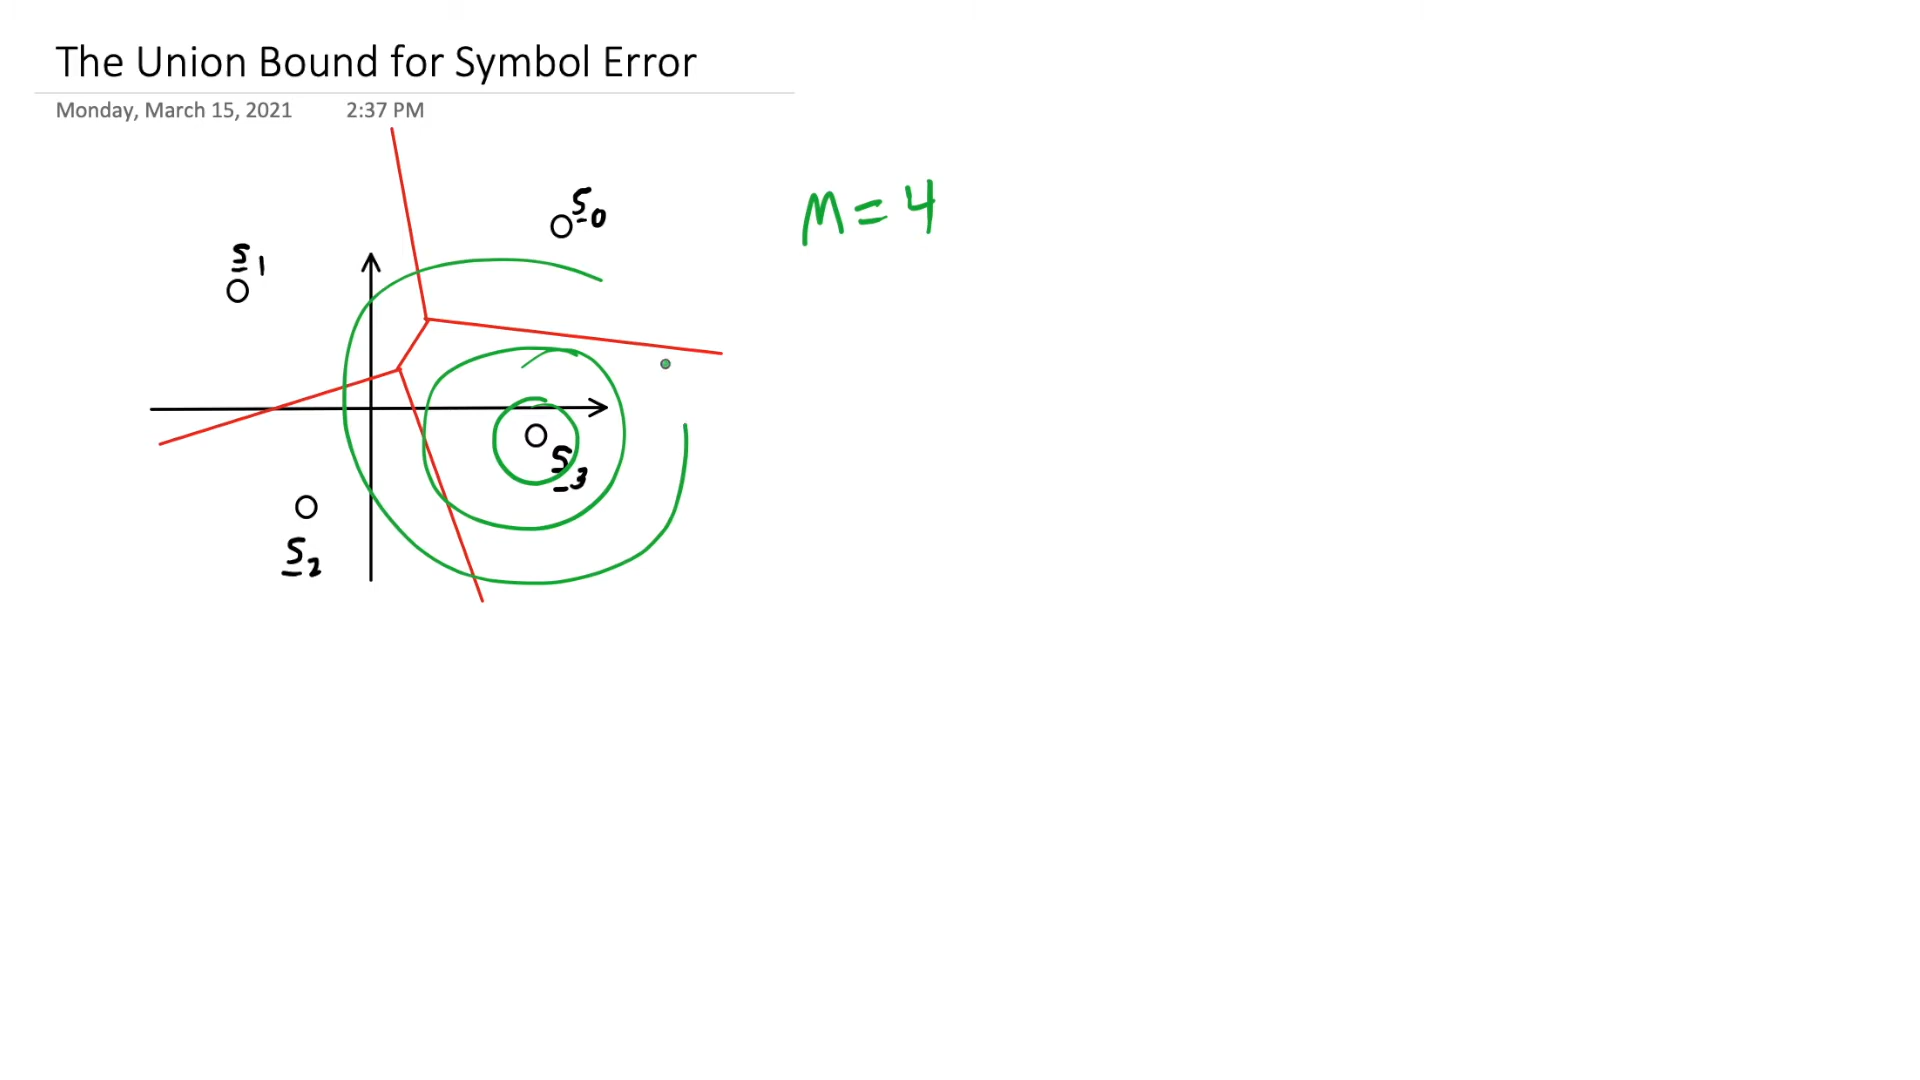 The Union Bound for Symbol Error
Monday, March 15, 2021 2:37 PM
S0
M = 4
S1
S3
S2